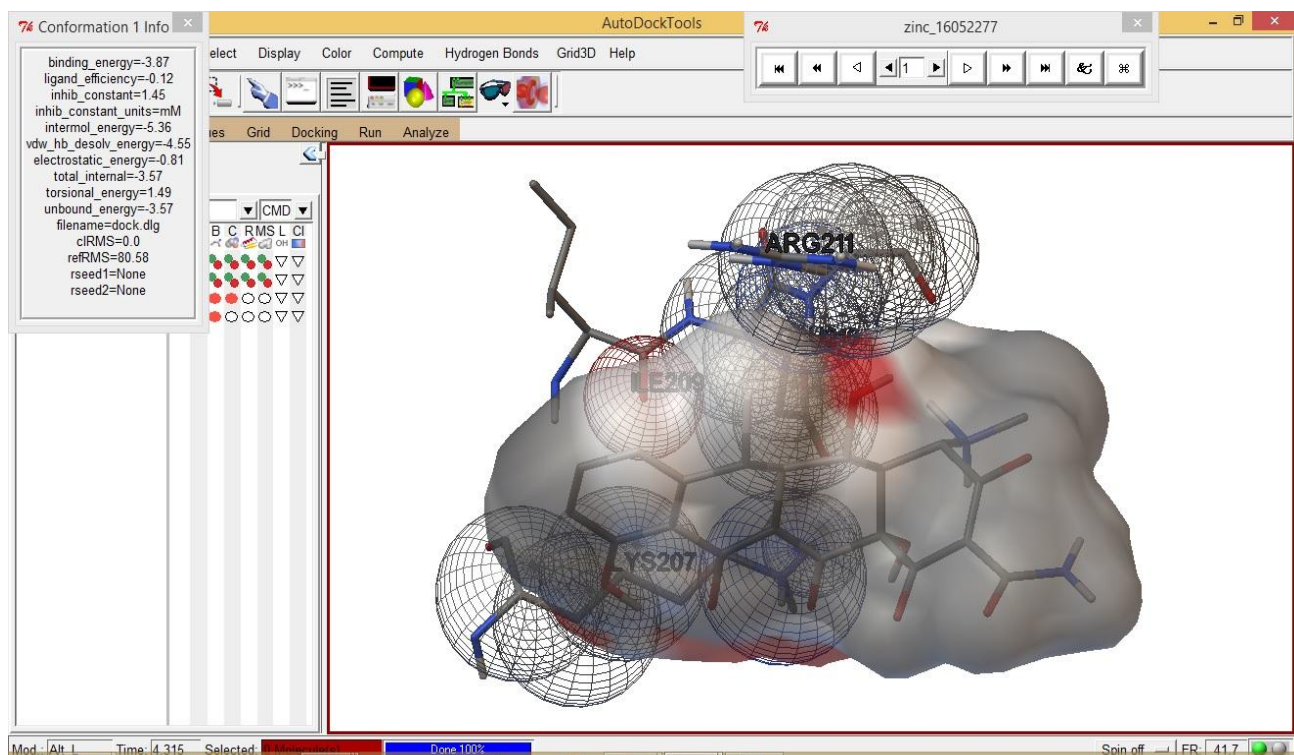 Conformation 1 Info
AutoDockTools
zinc_16052277
binding_energy=-3.87
ligand_efficiency=-0.12
inhib_constant=1.45
inhib_constant_units=mM
intermol_energy=-5.36
vdw_hb_desolv_energy=-4.55
electrostatic_energy=-0.81
total_internal=-3.57
torsional_energy=1.49
unbound_energy=-3.57
filename=dock.dlg
clRMS=0.0
refRMS=80.58
rseed1=None
rseed2=None
elect Display Color Compute Hydrogen Bonds Grid3D Help
1
ues Grid Docking Run Analyze
CMD
B C R MS L Cl
ARG211
ILE209
LYS207
Mod.: Alt_L Time: 4.315 Selected: Done 100% Spin off FR: 41.7